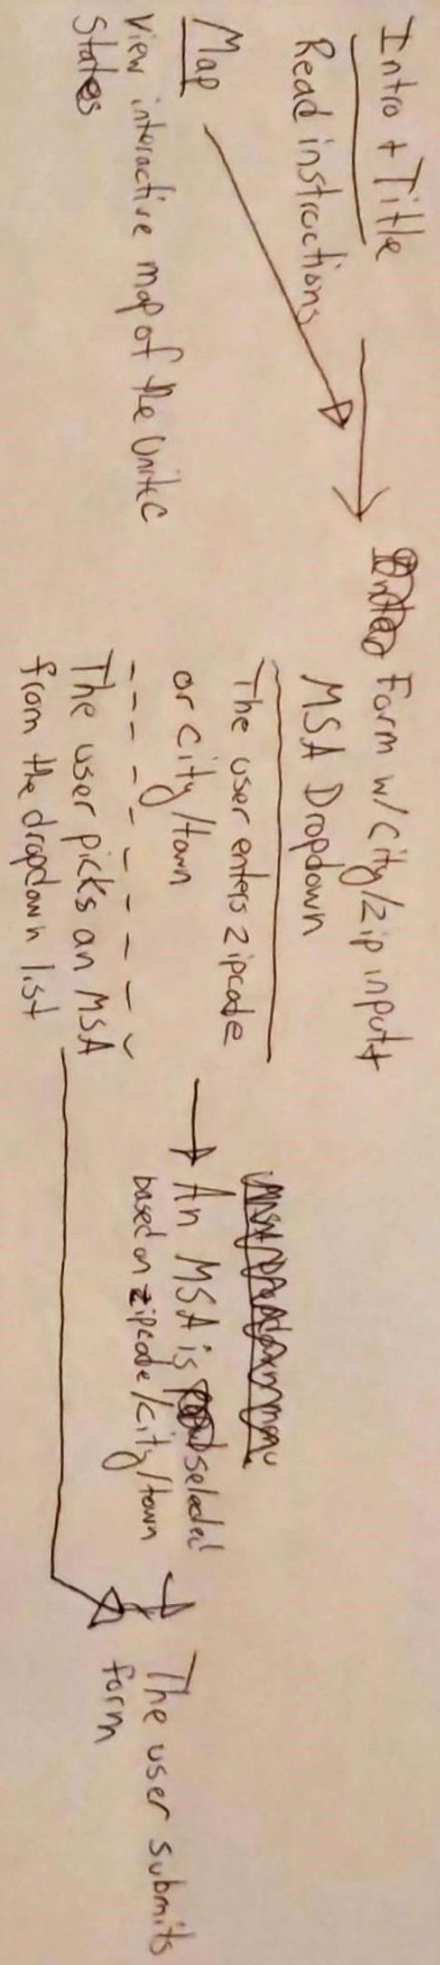 Intro + Title
Read instructions
Map
View interactive map of the Unitec
States
Form w/ city/zip input +
MSA Dropdown
The user enters zipcode
or city/town
The user picks an MSA
from the dropdown list
An MSA is selected
based on zipcode/city/town
The user submits
form